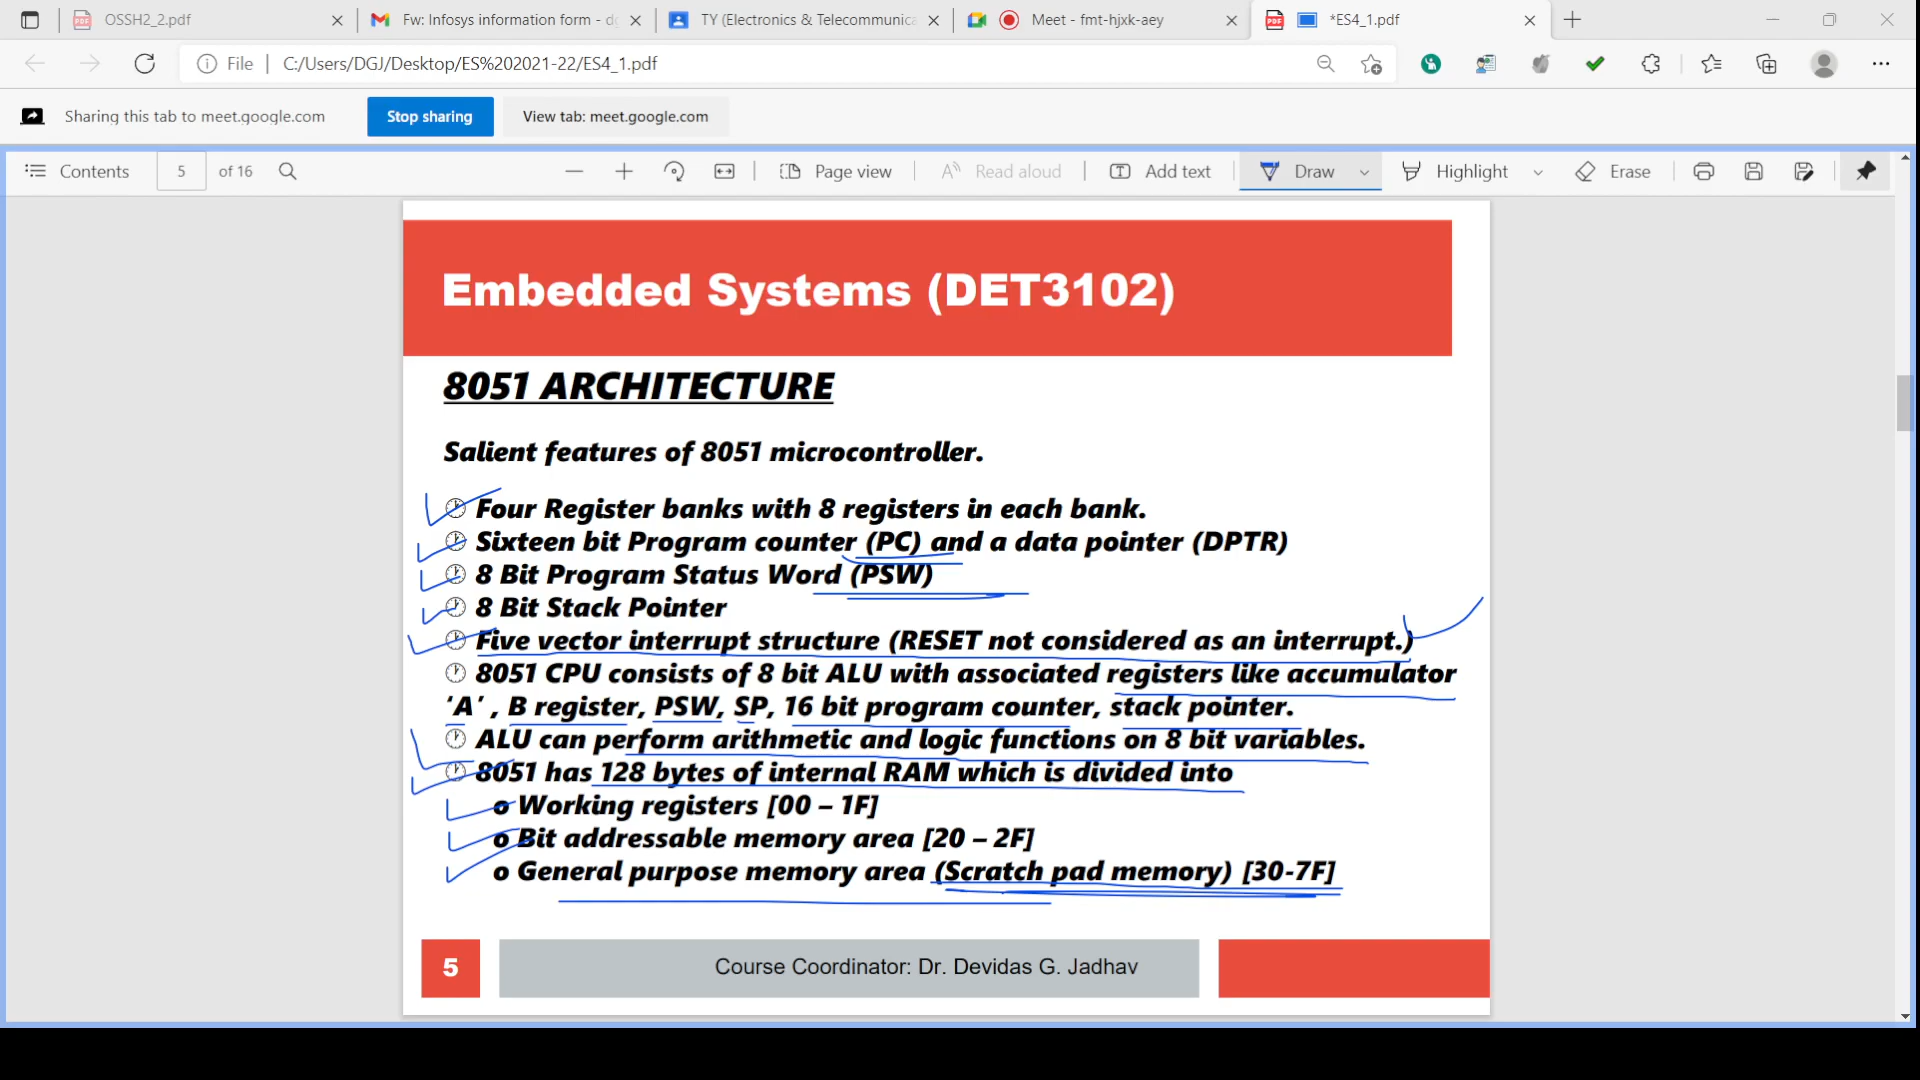 OSSH2_2.pdf
Fw: Infosys information form - dg
TY (Electronics & Telecommunica
Meet - fmt-hjxk-aey
*ES4_1.pdf
File
C:/Users/DGJ/Desktop/ES%202021-22/ES4_1.pdf
Sharing this tab to meet.google.com
Stop sharing
View tab: meet.google.com
Contents
5
of 16
Page view
Read aloud
Add text
Draw
Highlight
Erase
Embedded Systems (DET3102)
8051 ARCHITECTURE
Salient features of 8051 microcontroller.
Four Register banks with 8 registers in each bank.
Sixteen bit Program counter (PC) and a data pointer (DPTR)
8 Bit Program Status Word (PSW)
8 Bit Stack Pointer
Five vector interrupt structure (RESET not considered as an interrupt.)
8051 CPU consists of 8 bit ALU with associated registers like accumulator
‘A’ , B register, PSW, SP, 16 bit program counter, stack pointer.
ALU can perform arithmetic and logic functions on 8 bit variables.
8051 has 128 bytes of internal RAM which is divided into
o Working registers [00 – 1F]
o Bit addressable memory area [20 – 2F]
o General purpose memory area (Scratch pad memory) [30-7F]
5
Course Coordinator: Dr. Devidas G. Jadhav